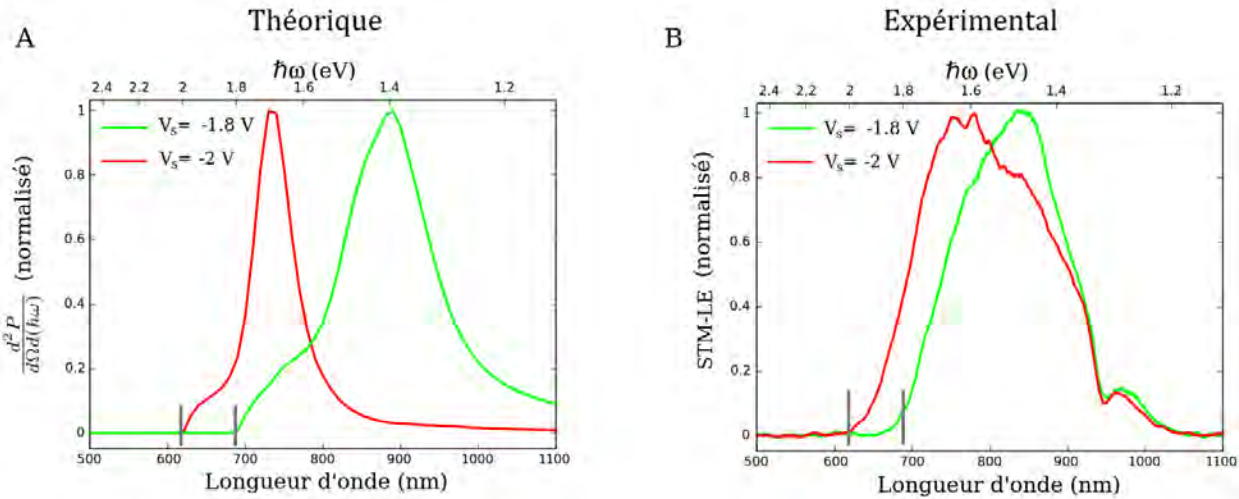 Théorique
A
ħω (eV)
2.4 2.2 2 1.8 1.6 1.4 1.2
V_s= -1.8 V
V_s= -2 V
1
0.8
0.6
0.4
0.2
0
d²P / dΩd(ħω) (normalisé)
500 600 700 800 900 1000 1100
Longueur d'onde (nm)
Expérimental
B
ħω (eV)
2.4 2.2 2 1.8 1.6 1.4 1.2
V_s= -1.8 V
V_s= -2 V
1
0.8
0.6
0.4
0.2
0
STM-LE (normalisé)
500 600 700 800 900 1000 1100
Longueur d'onde (nm)